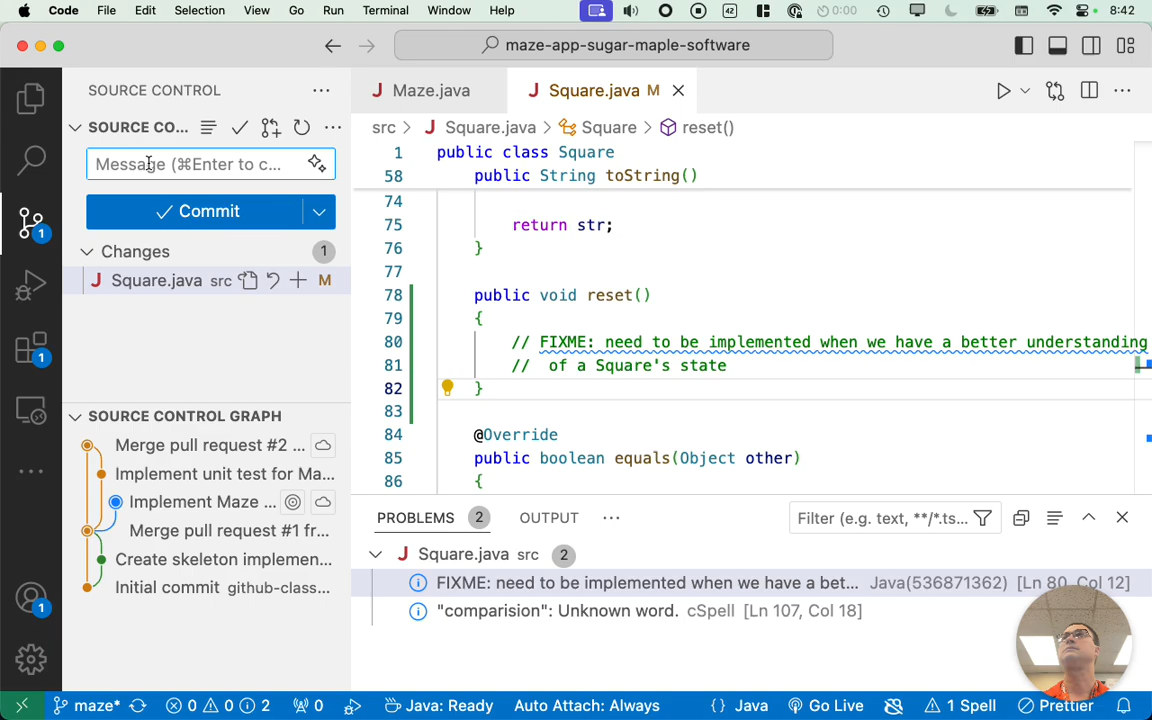 Code File Edit Selection View Go Run Terminal Window Help 42 0:00 8:42
maze-app-sugar-maple-software
SOURCE CONTROL ...
J Maze.java J Square.java M
SOURCE CO... ...
src > J Square.java > Square > reset()
Message (⌘Enter to c...
Commit
Changes 1
J Square.java src M
1 public class Square
58 public String toString()
74
75 return str;
76 }
77
78 public void reset()
79 {
80 // FIXME: need to be implemented when we have a better understanding
81 // of a Square's state
82 }
83
84 @Override
85 public boolean equals(Object other)
86 {
1
1
1
SOURCE CONTROL GRAPH
Merge pull request #2 ...
Implement unit test for Ma...
Implement Maze ...
Merge pull request #1 fr...
Create skeleton implemen...
Initial commit github-class...
PROBLEMS 2 OUTPUT ... Filter (e.g. text, **/*.ts...
J Square.java src 2
FIXME: need to be implemented when we have a bet... Java(536871362) [Ln 80, Col 12]
"comparision": Unknown word. cSpell [Ln 107, Col 18]
maze* 0 0 2 0 Java: Ready Auto Attach: Always {} Java Go Live 1 Spell Prettier